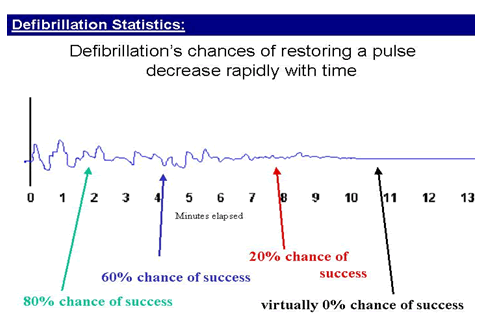 Defibrillation Statistics:
Defibrillation's chances of restoring a pulse
decrease rapidly with time
0 1 2 3 4 5 6 7 8 9 10 11 12 13
Minutes elapsed
20% chance of
success
60% chance of success
80% chance of success
virtually 0% chance of success